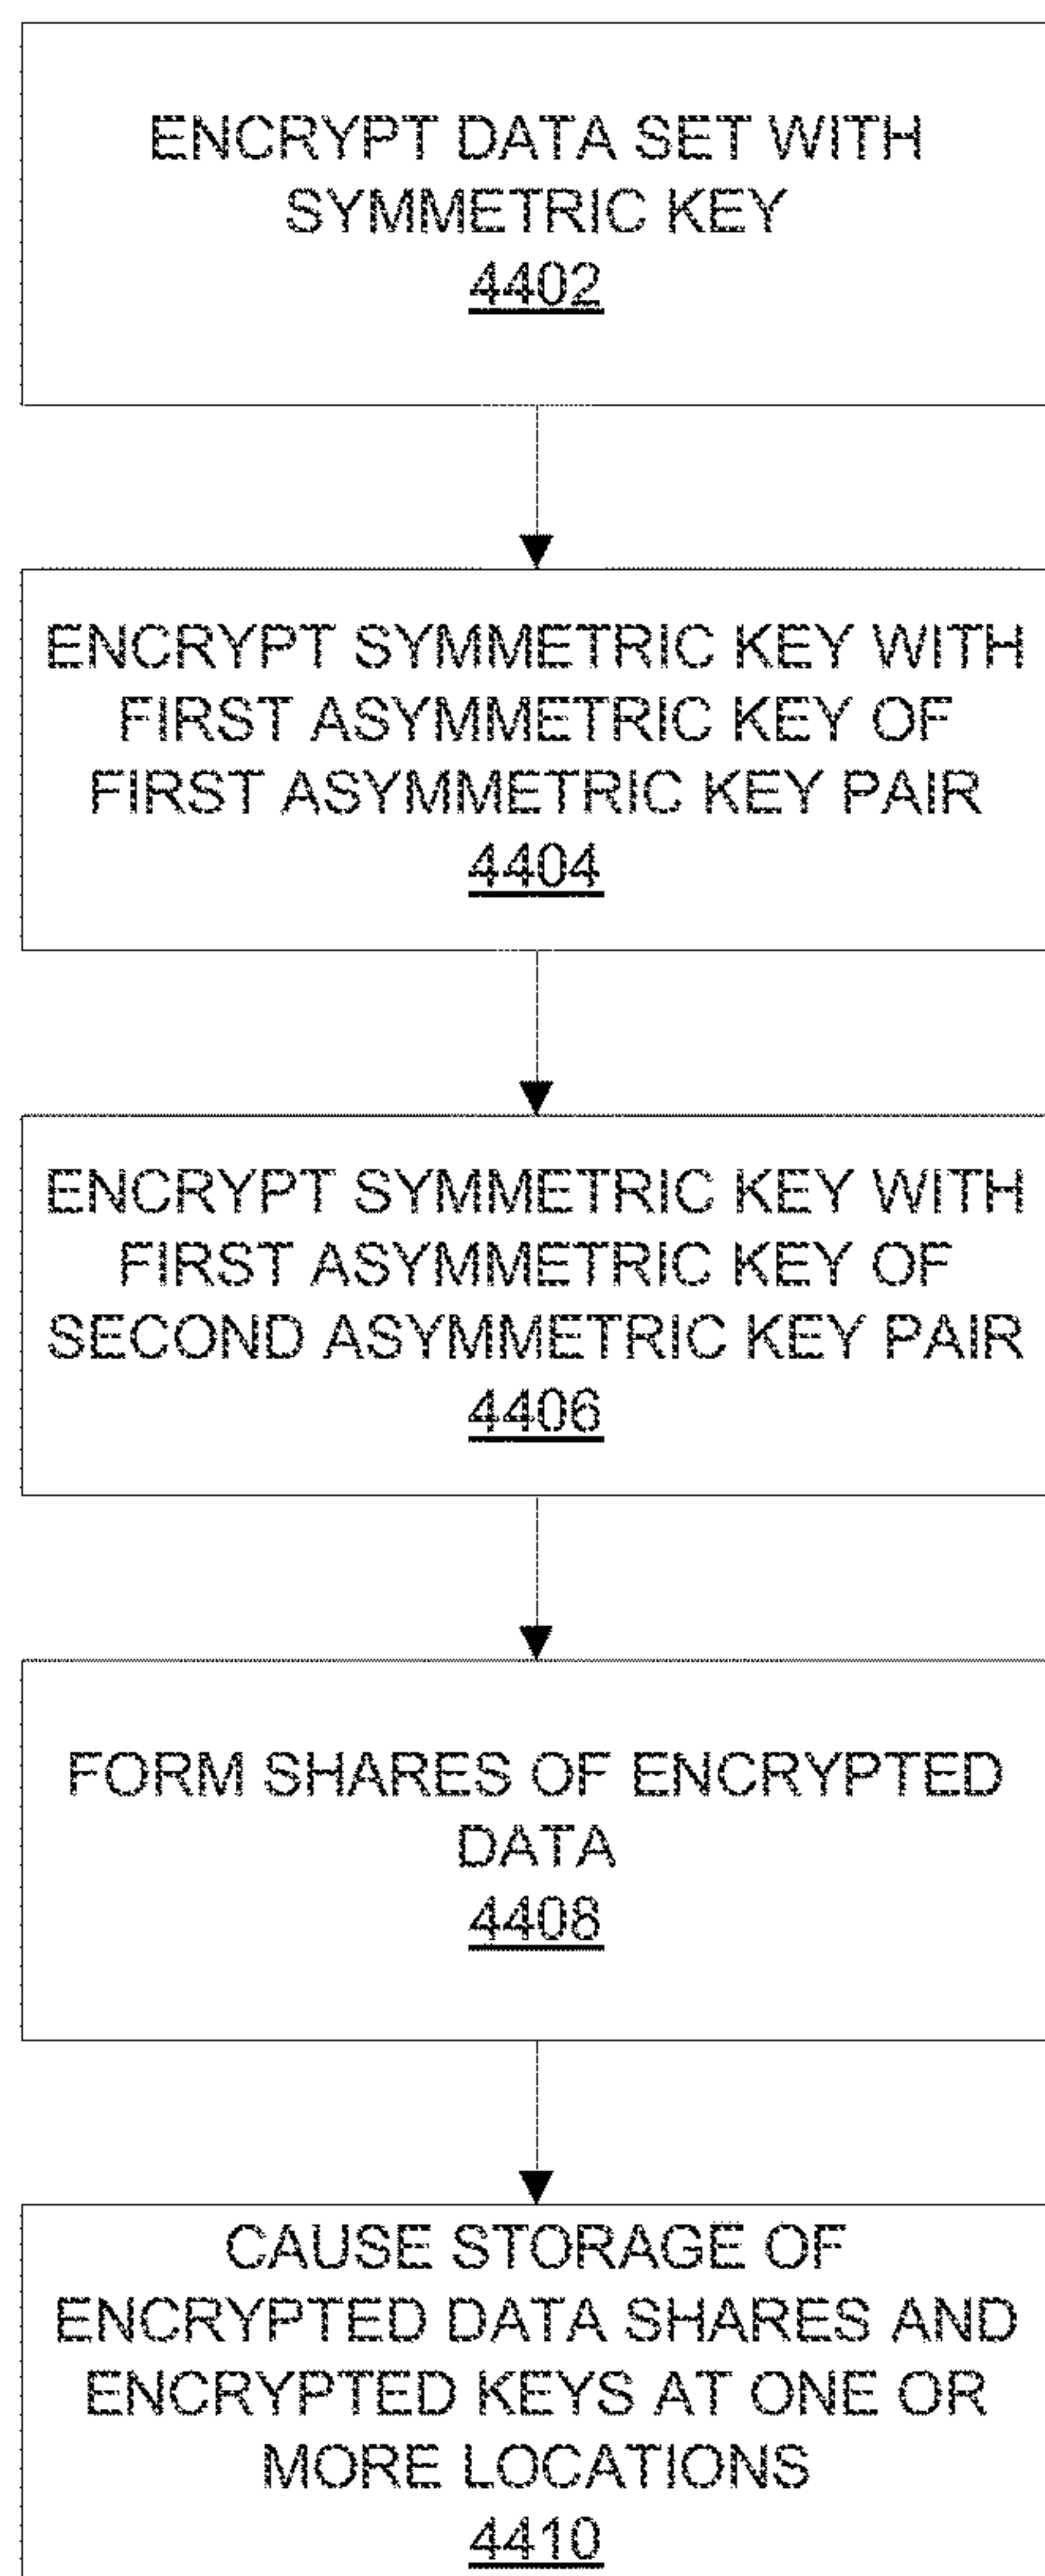 ENCRYPT DATA SET WITH
SYMMETRIC KEY
4402
ENCRYPT SYMMETRIC KEY WITH
FIRST ASYMMETRIC KEY OF
FIRST ASYMMETRIC KEY PAIR
4404
ENCRYPT SYMMETRIC KEY WITH
FIRST ASYMMETRIC KEY OF
SECOND ASYMMETRIC KEY PAIR
4406
FORM SHARES OF ENCRYPTED
DATA
4408
CAUSE STORAGE OF
ENCRYPTED DATA SHARES AND
ENCRYPTED KEYS AT ONE OR
MORE LOCATIONS
4410